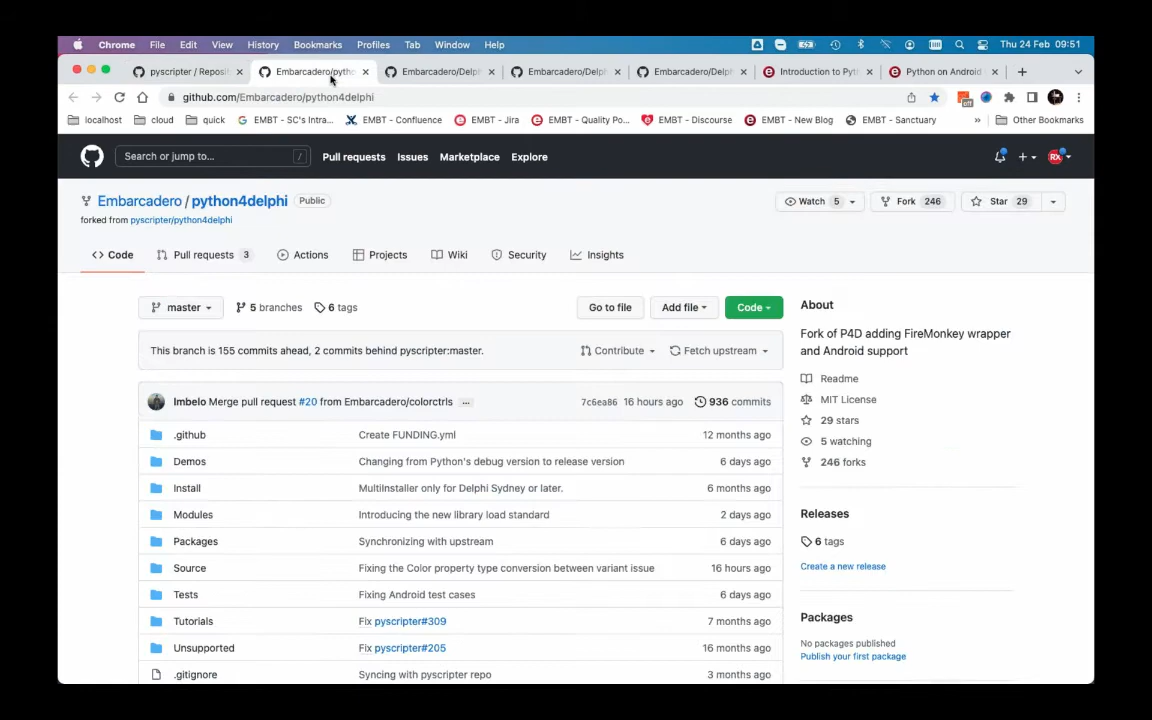 Chrome File Edit View History Bookmarks Profiles Tab Window Help Thu 24 Feb 09:51
pyscripter / Reposit Embarcadero/pytho Embarcadero/Delph Embarcadero/Delph Embarcadero/Delph Introduction to Pyt Python on Android
github.com/Embarcadero/python4delphi
localhost cloud quick EMBT - SC's Intra... EMBT - Confluence EMBT - Jira EMBT - Quality Po... EMBT - Discourse EMBT - New Blog EMBT - Sanctuary » Other Bookmarks
Search or jump to... / Pull requests Issues Marketplace Explore RX
Embarcadero / python4delphi Public Watch 5 Fork 246 Star 29
forked from pyscripter/python4delphi
<> Code Pull requests 3 Actions Projects Wiki Security Insights
master 5 branches 6 tags Go to file Add file Code About
Fork of P4D adding FireMonkey wrapper
and Android support
This branch is 155 commits ahead, 2 commits behind pyscripter:master. Contribute Fetch upstream
Readme
lmbelo Merge pull request #20 from Embarcadero/colorctrls ... 7c6ea86 16 hours ago 936 commits MIT License
29 stars
.github Create FUNDING.yml 12 months ago 5 watching
Demos Changing from Python's debug version to release version 6 days ago 246 forks
Install MultiInstaller only for Delphi Sydney or later. 6 months ago
Modules Introducing the new library load standard 2 days ago Releases
Packages Synchronizing with upstream 6 days ago 6 tags
Source Fixing the Color property type conversion between variant issue 16 hours ago Create a new release
Tests Fixing Android test cases 6 days ago
Tutorials Fix pyscripter#309 7 months ago Packages
Unsupported Fix pyscripter#205 16 months ago No packages published
Publish your first package
.gitignore Syncing with pyscripter repo 3 months ago